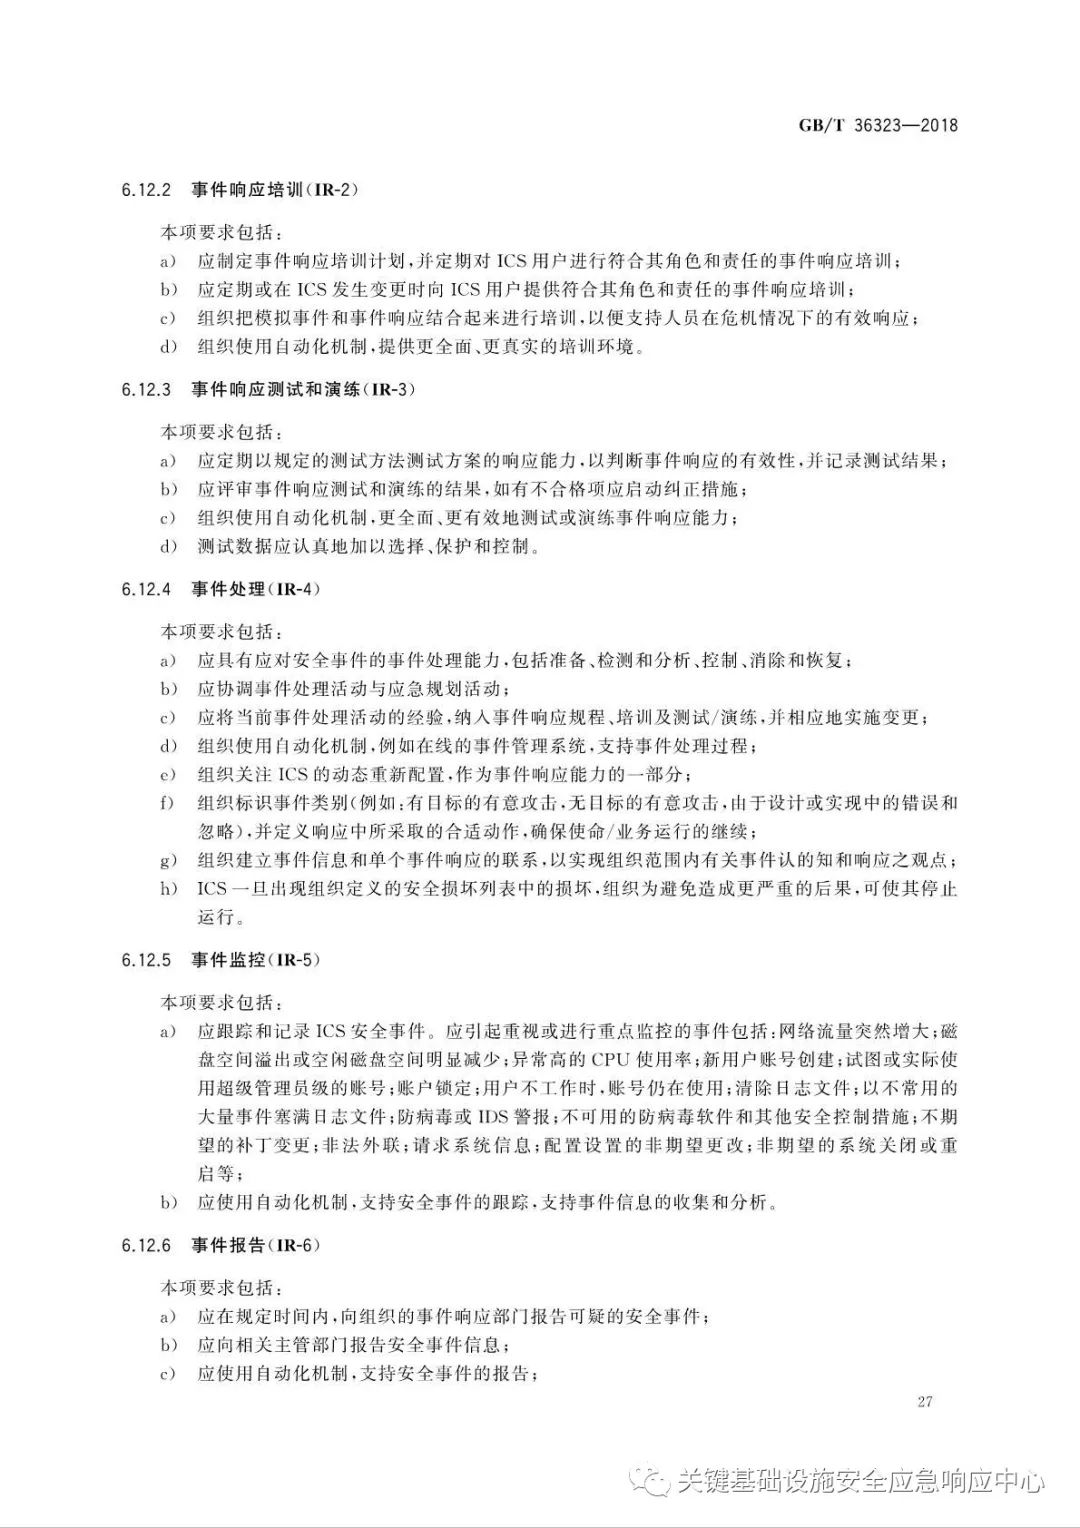 GB/T 36323—2018
6.12.2 事件响应培训(IR-2)
本项要求包括:
a) 应制定事件响应培训计划,并定期对 ICS 用户进行符合其角色和责任的事件响应培训;
b) 应定期或在 ICS 发生变更时向 ICS 用户提供符合其角色和责任的事件响应培训;
c) 组织把模拟事件和事件响应结合起来进行培训,以便支持人员在危机情况下的有效响应;
d) 组织使用自动化机制,提供更全面、更真实的培训环境。
6.12.3 事件响应测试和演练(IR-3)
本项要求包括:
a) 应定期以规定的测试方法测试方案的响应能力,以判断事件响应的有效性,并记录测试结果;
b) 应评审事件响应测试和演练的结果,如有不合格项应启动纠正措施;
c) 组织使用自动化机制,更全面、更有效地测试或演练事件响应能力;
d) 测试数据应认真地加以选择、保护和控制。
6.12.4 事件处理(IR-4)
本项要求包括:
a) 应具有应对安全事件的事件处理能力,包括准备、检测和分析、控制、消除和恢复;
b) 应协调事件处理活动与应急规划活动;
c) 应将当前事件处理活动的经验,纳入事件响应规程、培训及测试/演练,并相应地实施变更;
d) 组织使用自动化机制,例如在线的事件管理系统,支持事件处理过程;
e) 组织关注 ICS 的动态重新配置,作为事件响应能力的一部分;
f) 组织标识事件类别(例如:有目标的有意攻击,无目标的有意攻击,由于设计或实现中的错误和
忽略),并定义响应中所采取的合适动作,确保使命/业务运行的继续;
g) 组织建立事件信息和单个事件响应的联系,以实现组织范围内有关事件认的知和响应之观点;
h) ICS 一旦出现组织定义的安全损坏列表中的损坏,组织为避免造成更严重的后果,可使其停止
运行。
6.12.5 事件监控(IR-5)
本项要求包括:
a) 应跟踪和记录 ICS 安全事件。应引起重视或进行重点监控的事件包括:网络流量突然增大;磁
盘空间溢出或空闲磁盘空间明显减少;异常高的 CPU 使用率;新用户账号创建;试图或实际使
用超级管理员级的账号;账户锁定;用户不工作时,账号仍在使用;清除日志文件;以不常用的
大量事件塞满日志文件;防病毒或 IDS 警报;不可用的防病毒软件和其他安全控制措施;不期
望的补丁变更;非法外联;请求系统信息;配置设置的非期望更改;非期望的系统关闭或重
启等;
b) 应使用自动化机制,支持安全事件的跟踪,支持事件信息的收集和分析。
6.12.6 事件报告(IR-6)
本项要求包括:
a) 应在规定时间内,向组织的事件响应部门报告可疑的安全事件;
b) 应向相关主管部门报告安全事件信息;
c) 应使用自动化机制,支持安全事件的报告;
27
关键基础设施安全应急响应中心